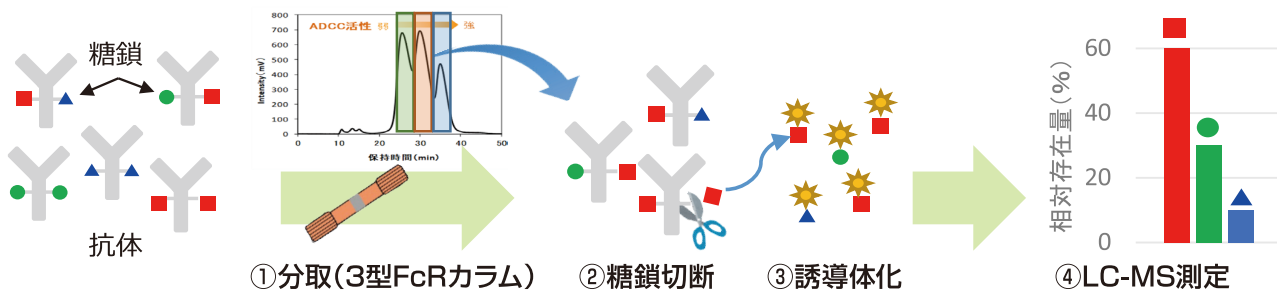 糖鎖
抗体
ADCC活性 弱 強
Intensity(mV)
800
700
600
500
400
300
200
100
0
0 10 20 30 40 50
保持時間(min)
相対存在量(%)
60
40
20
0
①分取(3型FcRカラム)
②糖鎖切断
③誘導体化
④LC-MS測定